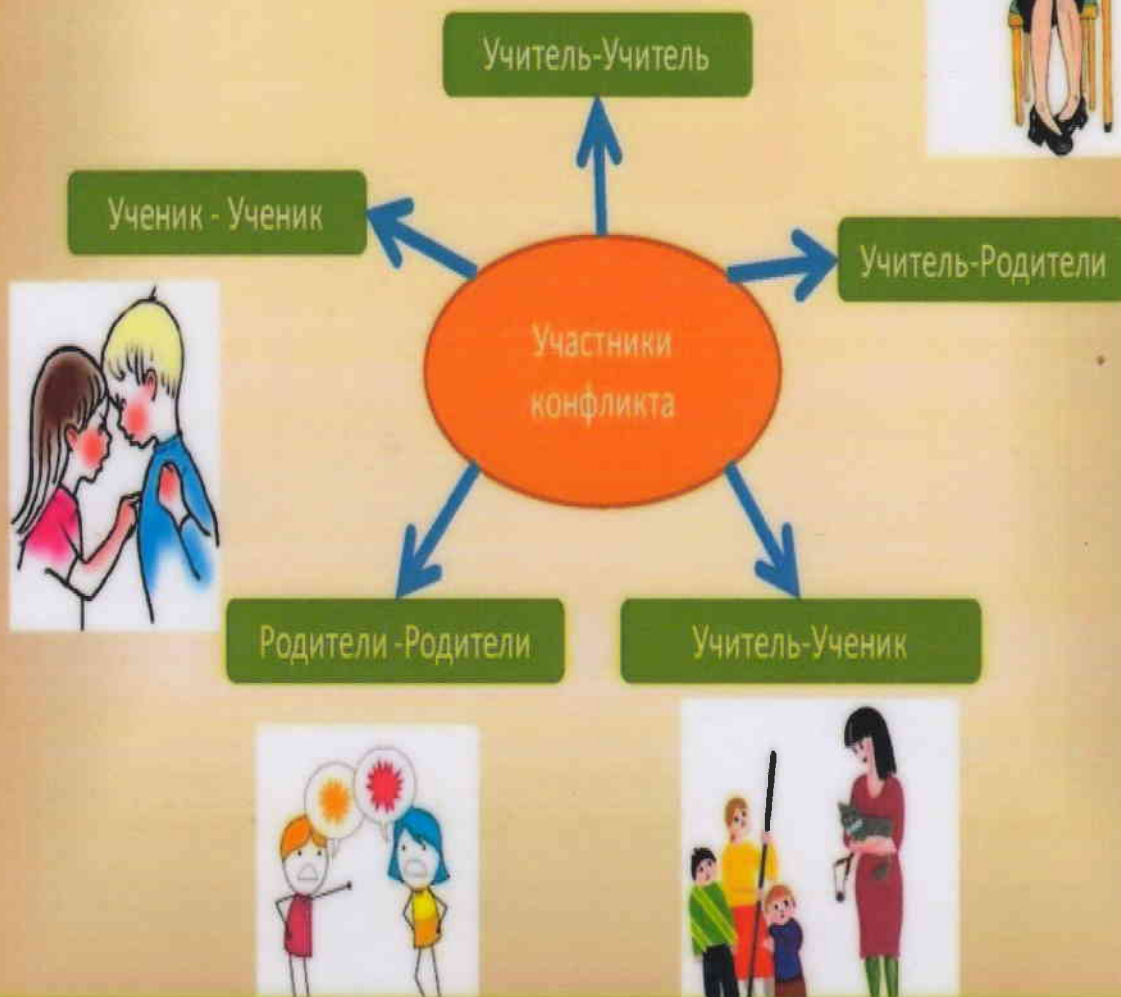 Учитель-Учитель
Ученик - Ученик
Учитель-Родители
Участники
конфликта
Родители -Родители
Учитель-Ученик